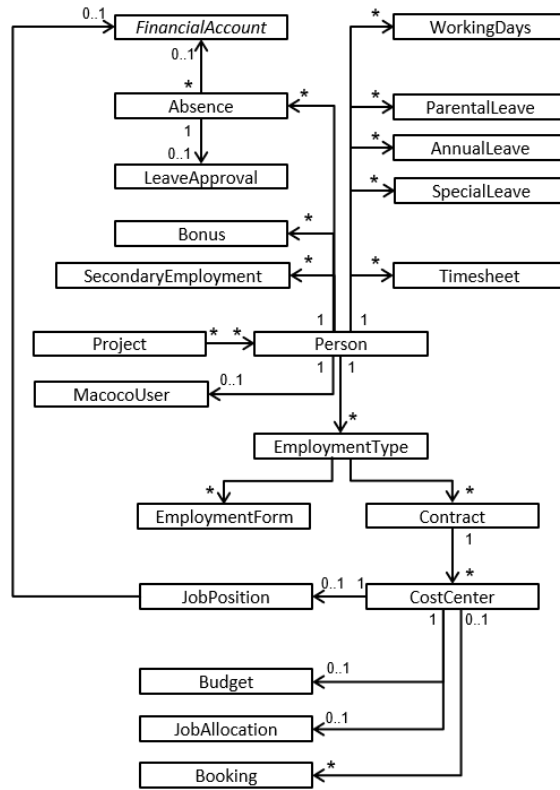 0..1
FinancialAccount
*
WorkingDays
0..1
*
Absence
*
*
ParentalLeave
1
*
AnnualLeave
0..1
LeaveApproval
*
SpecialLeave
Bonus
*
SecondaryEmployment
*
*
Timesheet
1
1
Project
*
*
Person
1
1
MacocoUser
0..1
*
EmploymentType
*
*
EmploymentForm
Contract
1
*
JobPosition
0..1
1
CostCenter
1
0..1
Budget
0..1
JobAllocation
0..1
Booking
*